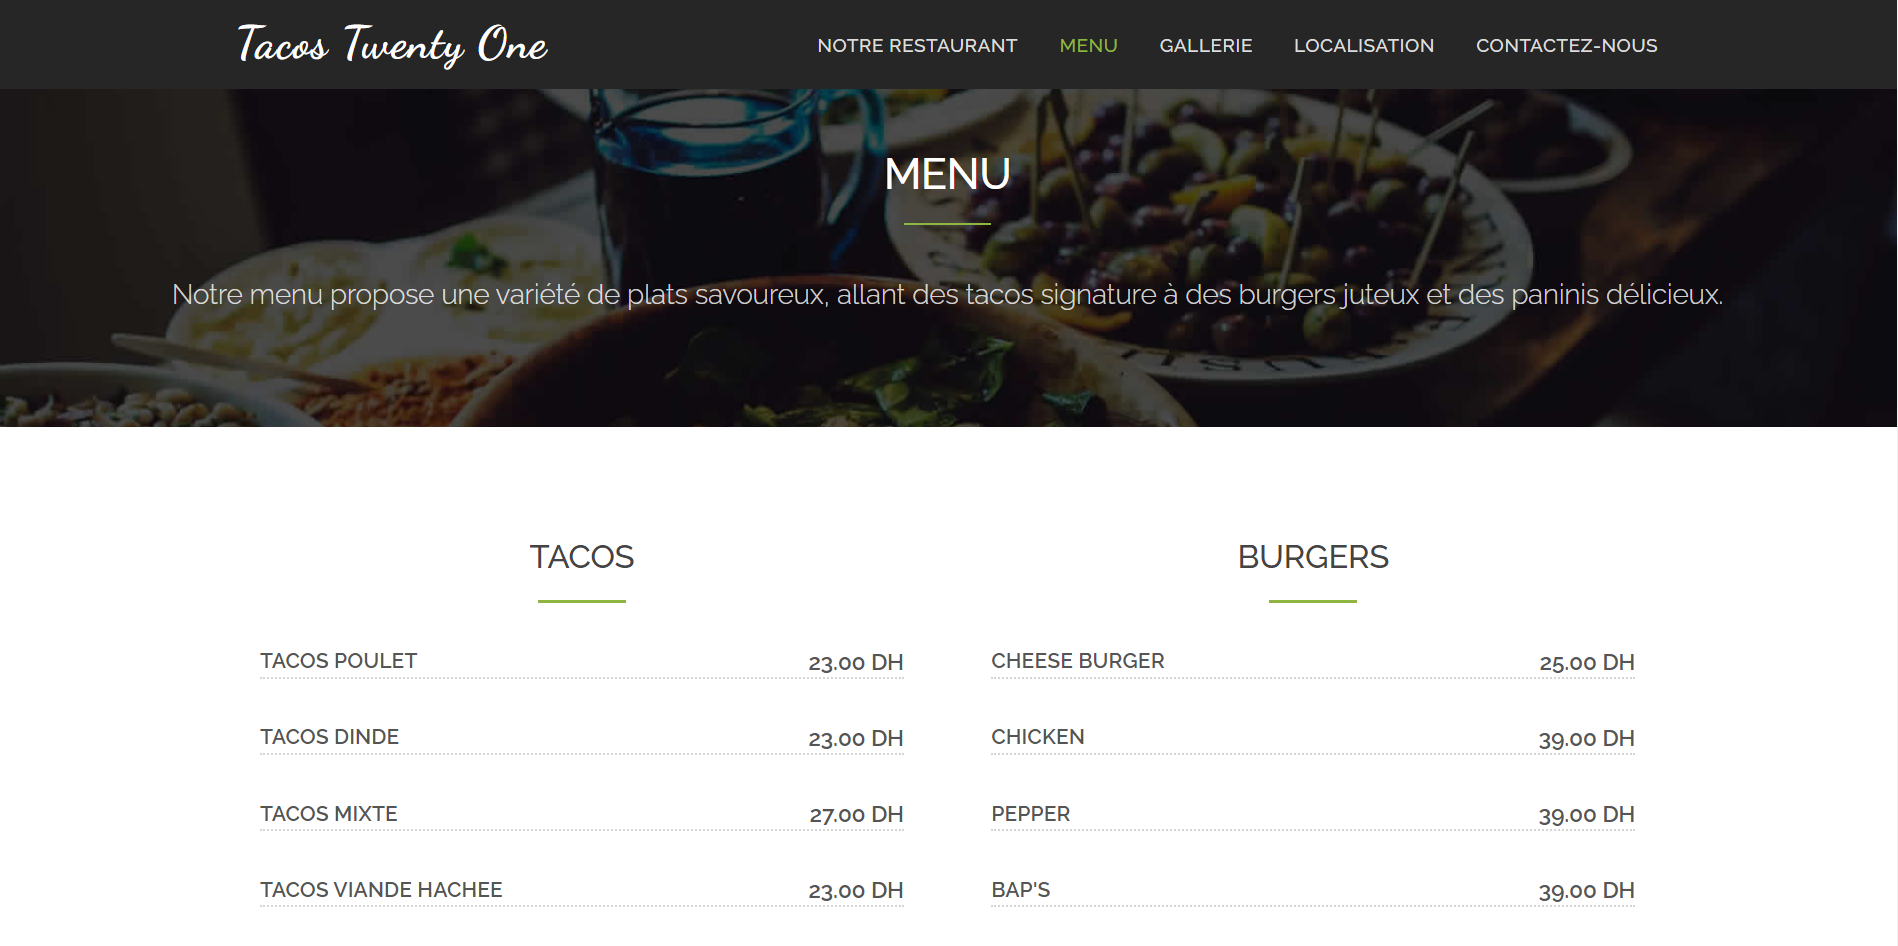 Tacos Twenty One
NOTRE RESTAURANT MENU GALLERIE LOCALISATION CONTACTEZ-NOUS
MENU
Notre menu propose une variété de plats savoureux, allant des tacos signature à des burgers juteux et des paninis délicieux.
TACOS
TACOS POULET 23.00 DH
TACOS DINDE 23.00 DH
TACOS MIXTE 27.00 DH
TACOS VIANDE HACHEE 23.00 DH
BURGERS
CHEESE BURGER 25.00 DH
CHICKEN 39.00 DH
PEPPER 39.00 DH
BAP'S 39.00 DH